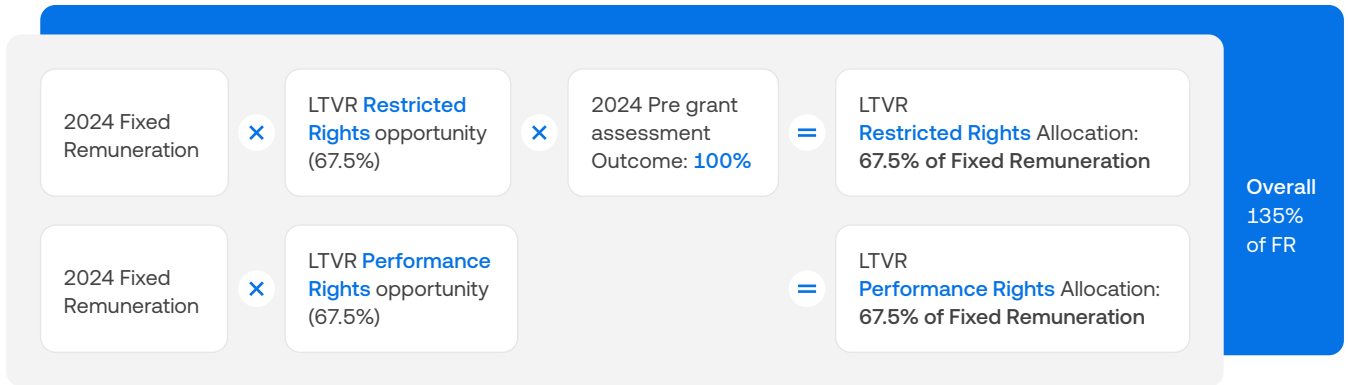 2024 Fixed
Remuneration
×
LTVR Restricted
Rights opportunity
(67.5%)
×
2024 Pre grant
assessment
Outcome: 100%
=
LTVR
Restricted Rights Allocation:
67.5% of Fixed Remuneration
2024 Fixed
Remuneration
×
LTVR Performance
Rights opportunity
(67.5%)
=
LTVR
Performance Rights Allocation:
67.5% of Fixed Remuneration
Overall
135%
of FR